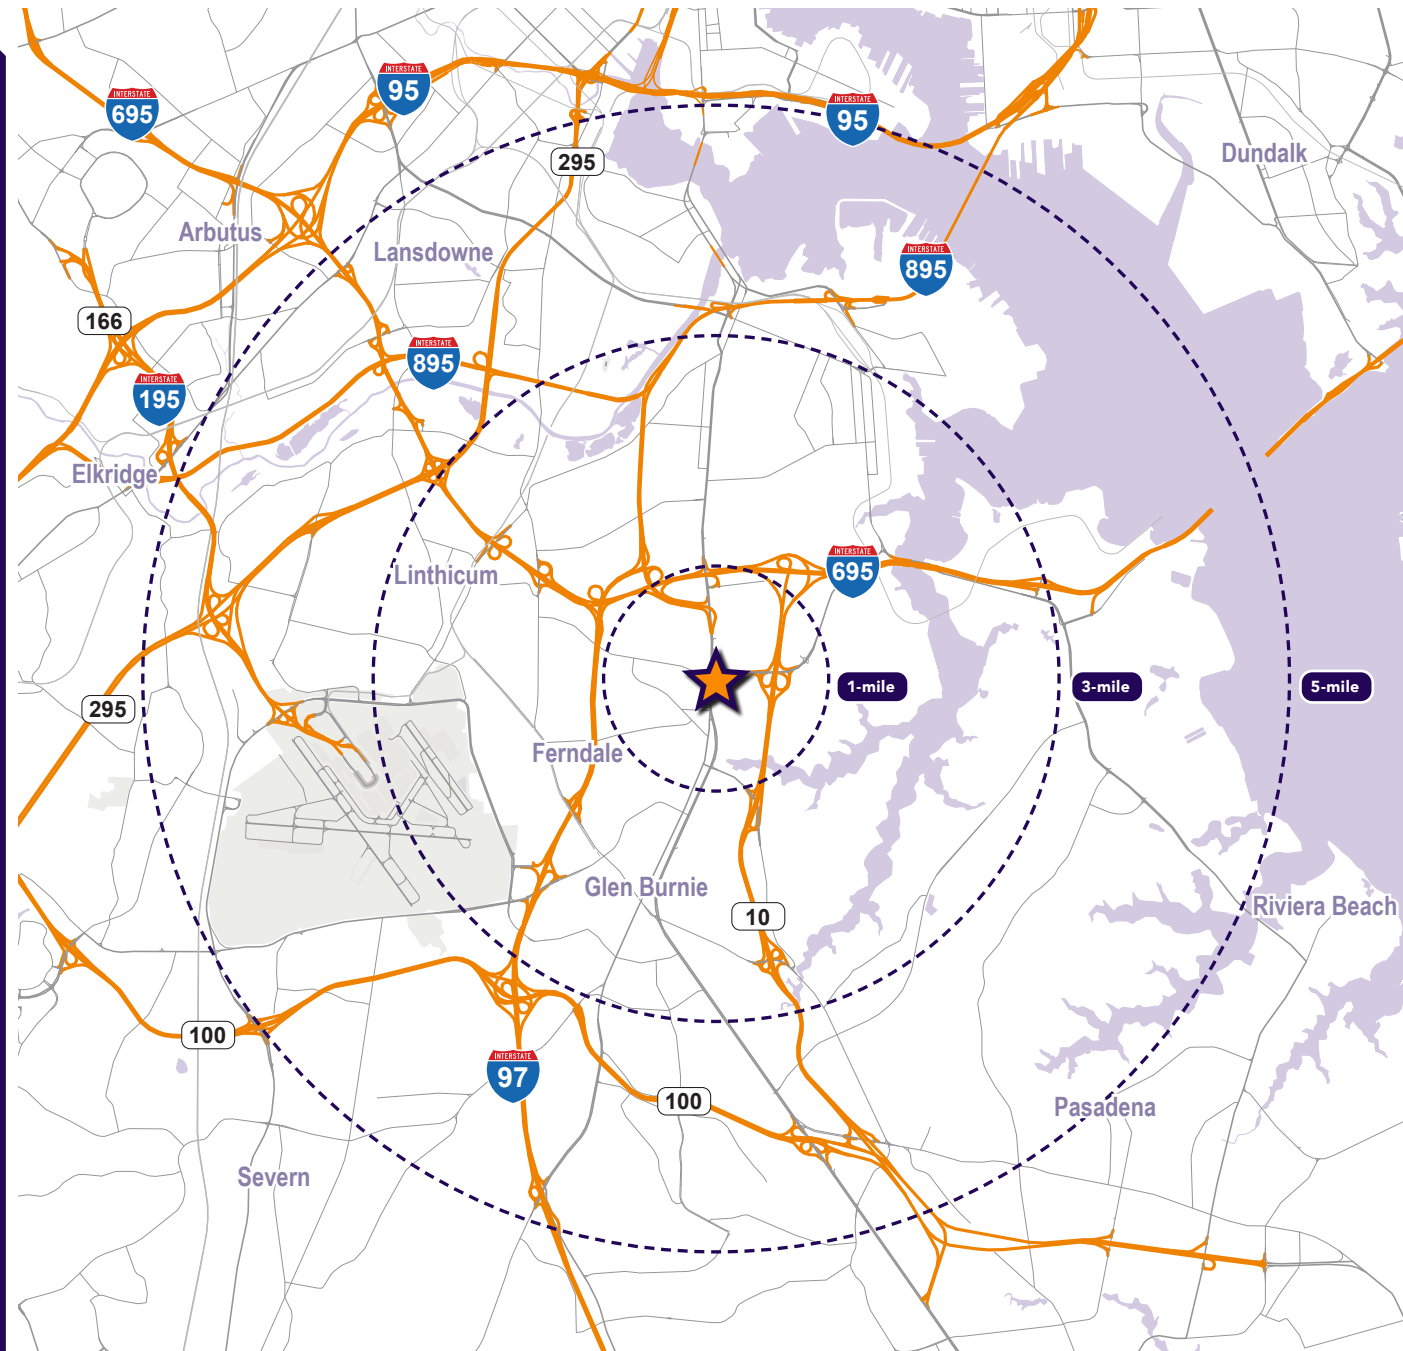 INTERSTATE
95
INTERSTATE
695
INTERSTATE
95
295
Dundalk
Arbutus
Lansdowne
INTERSTATE
895
166
INTERSTATE
895
INTERSTATE
195
Elkridge
Linthicum
INTERSTATE
695
1-mile
3-mile
5-mile
295
Ferndale
Glen Burnie
10
Riviera Beach
100
INTERSTATE
97
100
Pasadena
Severn